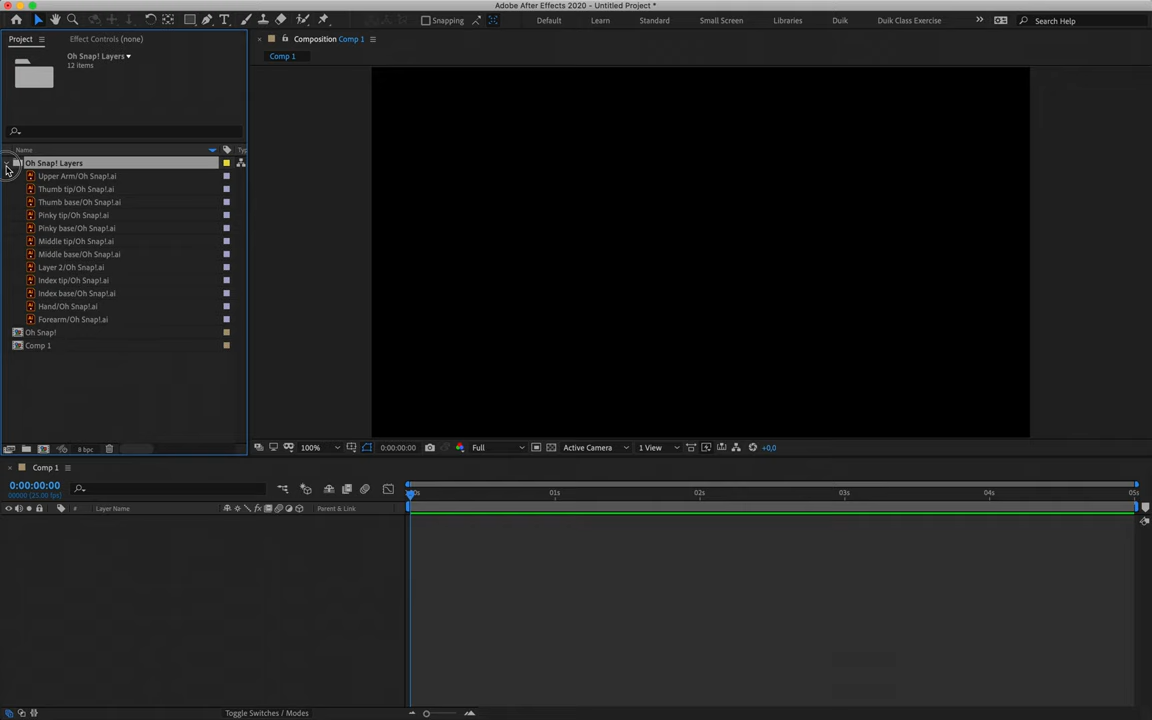 Adobe After Effects 2020 - Untitled Project *
Snapping
Default
Learn
Standard
Small Screen
Libraries
Duik
Duik Class Exercise
Search Help
Project
Effect Controls (none)
Composition Comp 1
Comp 1
Oh Snap! Layers
12 items
Name
Typ
Oh Snap! Layers
Upper Arm/Oh Snap!.ai
Thumb tip/Oh Snap!.ai
Thumb base/Oh Snap!.ai
Pinky tip/Oh Snap!.ai
Pinky base/Oh Snap!.ai
Middle tip/Oh Snap!.ai
Middle base/Oh Snap!.ai
Layer 2/Oh Snap!.ai
Index tip/Oh Snap!.ai
Index base/Oh Snap!.ai
Hand/Oh Snap!.ai
Forearm/Oh Snap!.ai
Oh Snap!
Comp 1
8 bpc
100%
0:00:00:00
Full
Active Camera
1 View
+0,0
Comp 1
0:00:00:00
00000 (25.00 fps)
# Layer Name
Parent & Link
01s
02s
03s
04s
05s
Toggle Switches / Modes